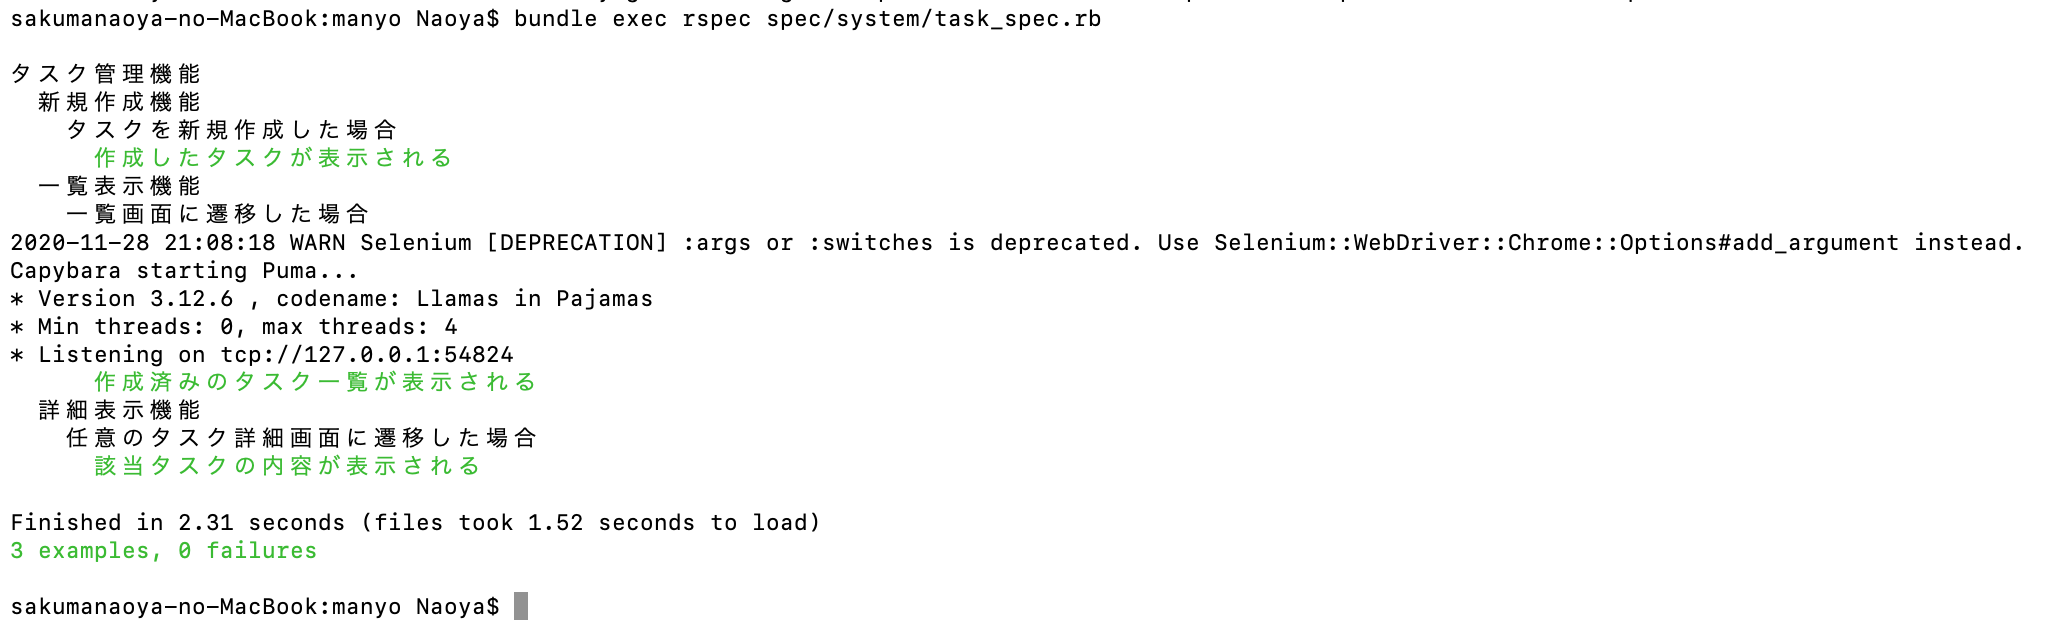 sakumanaoya-no-MacBook:manyo Naoya$ bundle exec rspec spec/system/task_spec.rb
タスク管理機能
新規作成機能
タスクを新規作成した場合
作成したタスクが表示される
一覧表示機能
一覧画面に遷移した場合
2020-11-28 21:08:18 WARN Selenium [DEPRECATION] :args or :switches is deprecated. Use Selenium::WebDriver::Chrome::Options#add_argument instead.
Capybara starting Puma...
* Version 3.12.6 , codename: Llamas in Pajamas
* Min threads: 0, max threads: 4
* Listening on tcp://127.0.0.1:54824
作成済みのタスク一覧が表示される
詳細表示機能
任意のタスク詳細画面に遷移した場合
該当タスクの内容が表示される
Finished in 2.31 seconds (files took 1.52 seconds to load)
3 examples, 0 failures
sakumanaoya-no-MacBook:manyo Naoya$